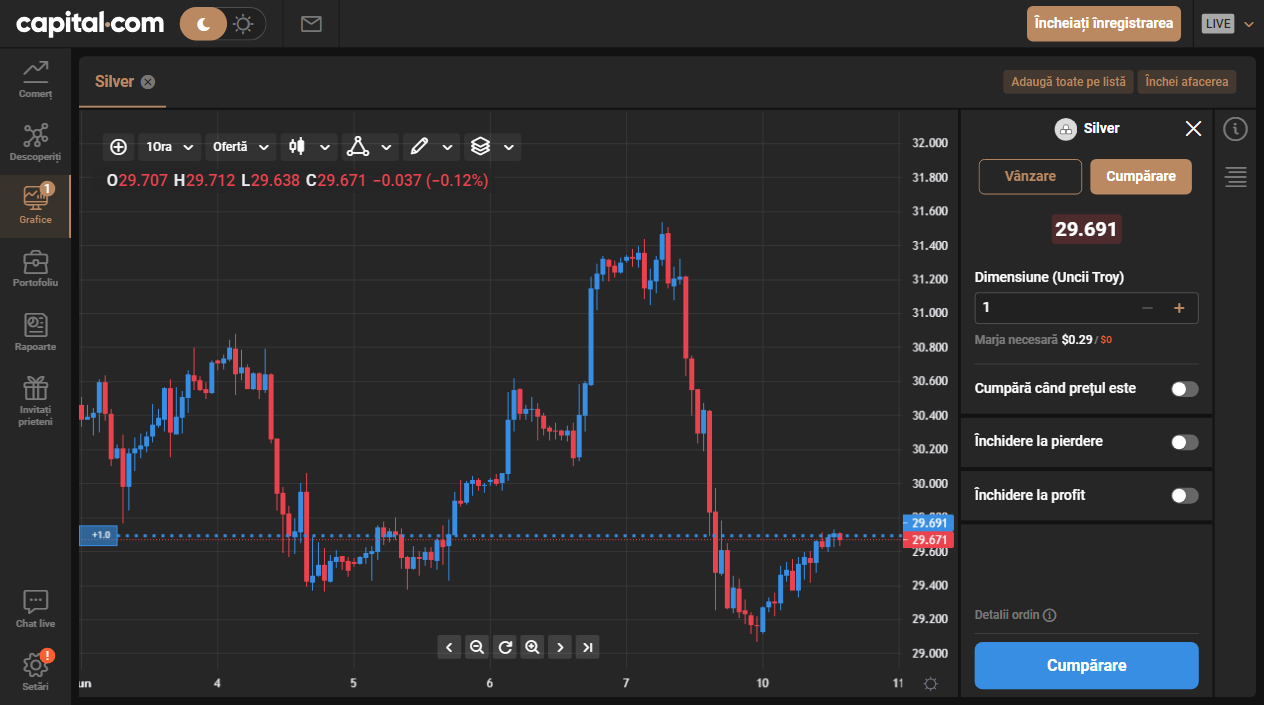 capital.com
Încheiați înregistrarea
LIVE
Comerț
Descoperiți
1
Grafice
Portofoliu
Rapoarte
Invitați
prieteni
Chat live
!
Setări
Silver
Adaugă toate pe listă
Închei afacerea
1Ora
Ofertă
O29.707 H29.712 L29.638 C29.671 −0.037 (−0.12%)
32.000
31.800
31.600
31.400
31.200
31.000
30.800
30.600
30.400
30.200
30.000
29.800
29.691
29.671
29.600
29.400
29.200
29.000
+1.0
un
4
5
6
7
10
11
Silver
Vânzare
Cumpărare
29.691
Dimensiune (Uncii Troy)
1
− +
Marja necesară $0.29 / $0
Cumpără când prețul este
Închidere la pierdere
Închidere la profit
Detalii ordin
Cumpărare